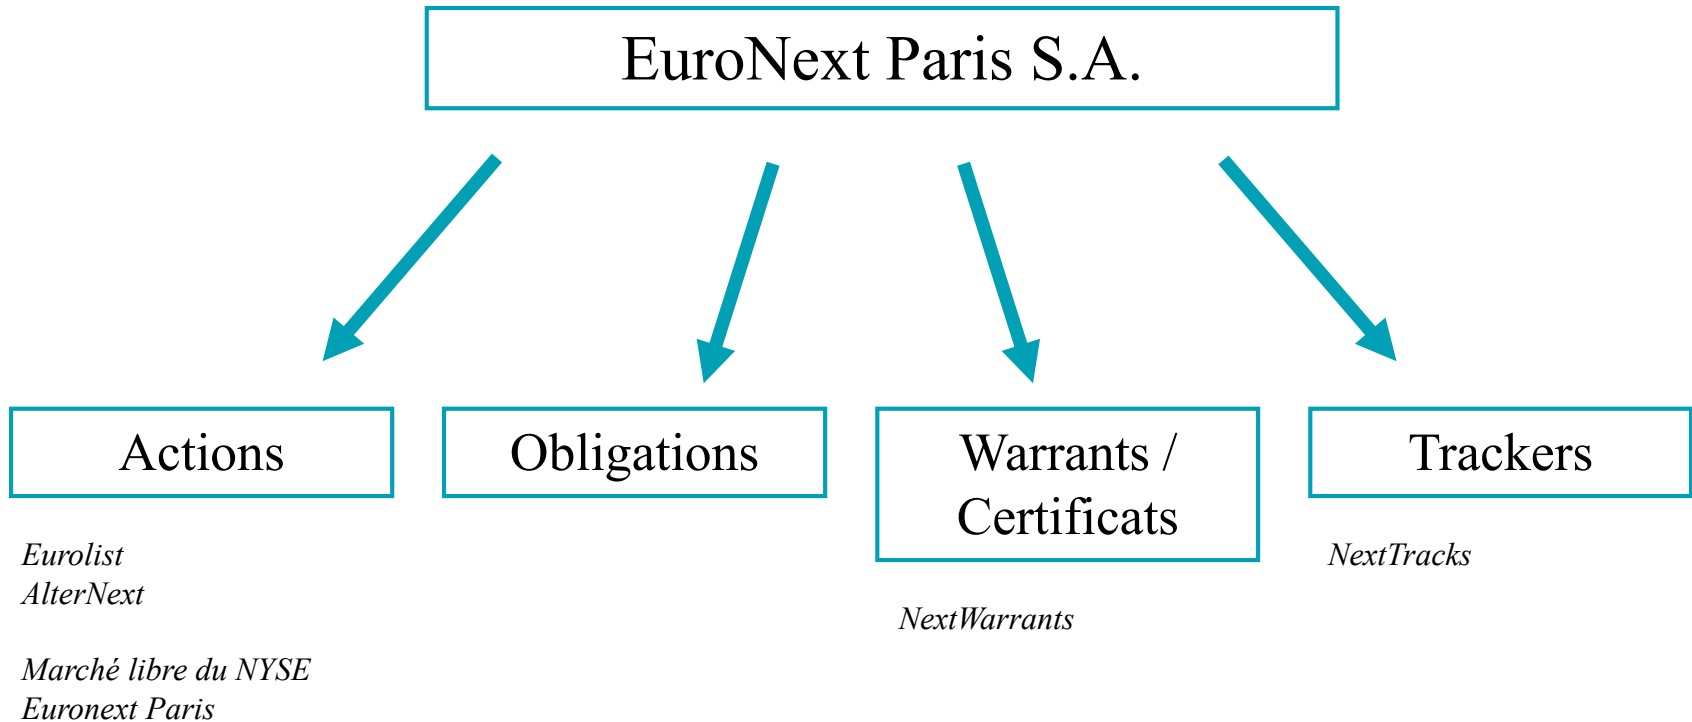 EuroNext Paris S.A.
Actions
Obligations
Warrants /
Certificats
Trackers
Eurolist
AlterNext
Marché libre du NYSE
Euronext Paris
NextWarrants
NextTracks